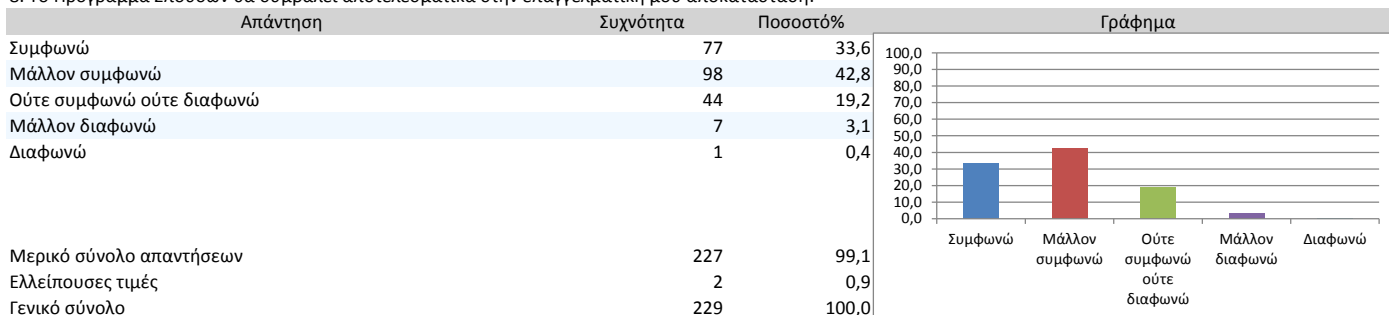 Απάντηση Συχνότητα Ποσοστό% Γράφημα
Συμφωνώ 77 33,6
Μάλλον συμφωνώ 98 42,8
Ούτε συμφωνώ ούτε διαφωνώ 44 19,2
Μάλλον διαφωνώ 7 3,1
Διαφωνώ 1 0,4
Μερικό σύνολο απαντήσεων 227 99,1
Ελλείπουσες τιμές 2 0,9
Γενικό σύνολο 229 100,0
100,0
90,0
80,0
70,0
60,0
50,0
40,0
30,0
20,0
10,0
0,0
Συμφωνώ Μάλλον Ούτε Μάλλον Διαφωνώ
συμφωνώ συμφωνώ διαφωνώ
ούτε
διαφωνώ